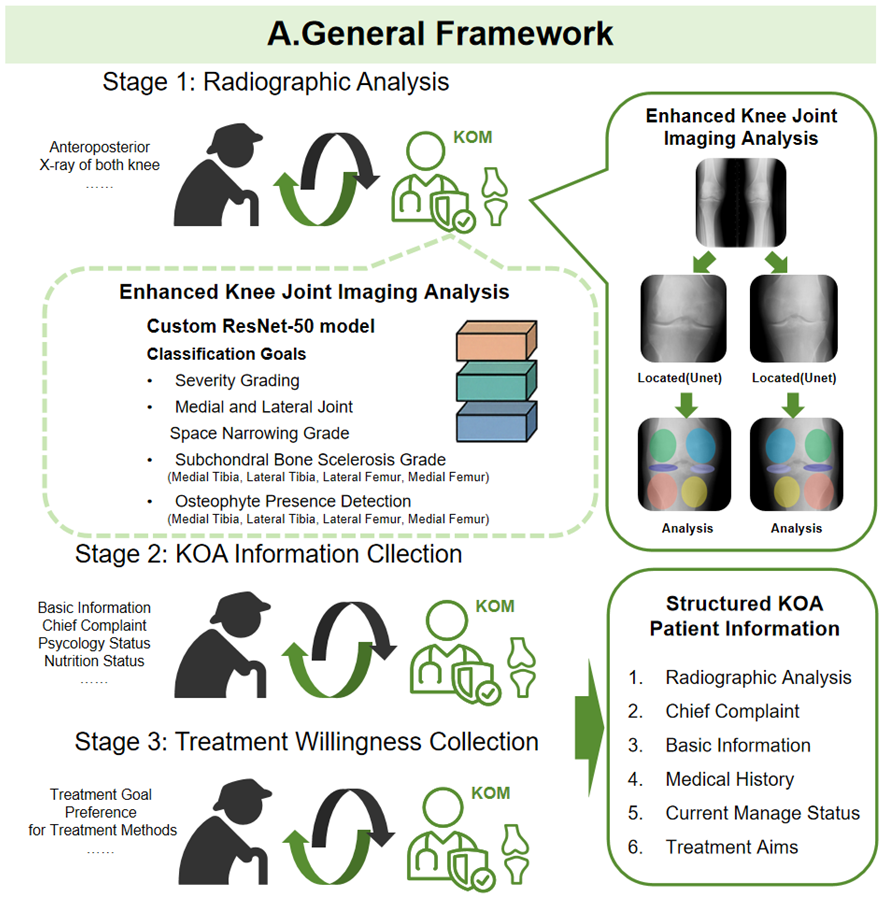 A.General Framework
Stage 1: Radiographic Analysis
Anteroposterior
X-ray of both knee
......
KOM
Enhanced Knee Joint
Imaging Analysis
Located(Unet)
Located(Unet)
Analysis
Analysis
Enhanced Knee Joint Imaging Analysis
Custom ResNet-50 model
Classification Goals
• Severity Grading
• Medial and Lateral Joint
Space Narrowing Grade
• Subchondral Bone Scelerosis Grade
(Medial Tibia, Lateral Tibia, Lateral Femur, Medial Femur)
• Osteophyte Presence Detection
(Medial Tibia, Lateral Tibia, Lateral Femur, Medial Femur)
Stage 2: KOA Information Cllection
Basic Information
Chief Complaint
Psycology Status
Nutrition Status
......
KOM
Stage 3: Treatment Willingness Collection
Treatment Goal
Preference
for Treatment Methods
......
KOM
Structured KOA
Patient Information
1. Radiographic Analysis
2. Chief Complaint
3. Basic Information
4. Medical History
5. Current Manage Status
6. Treatment Aims